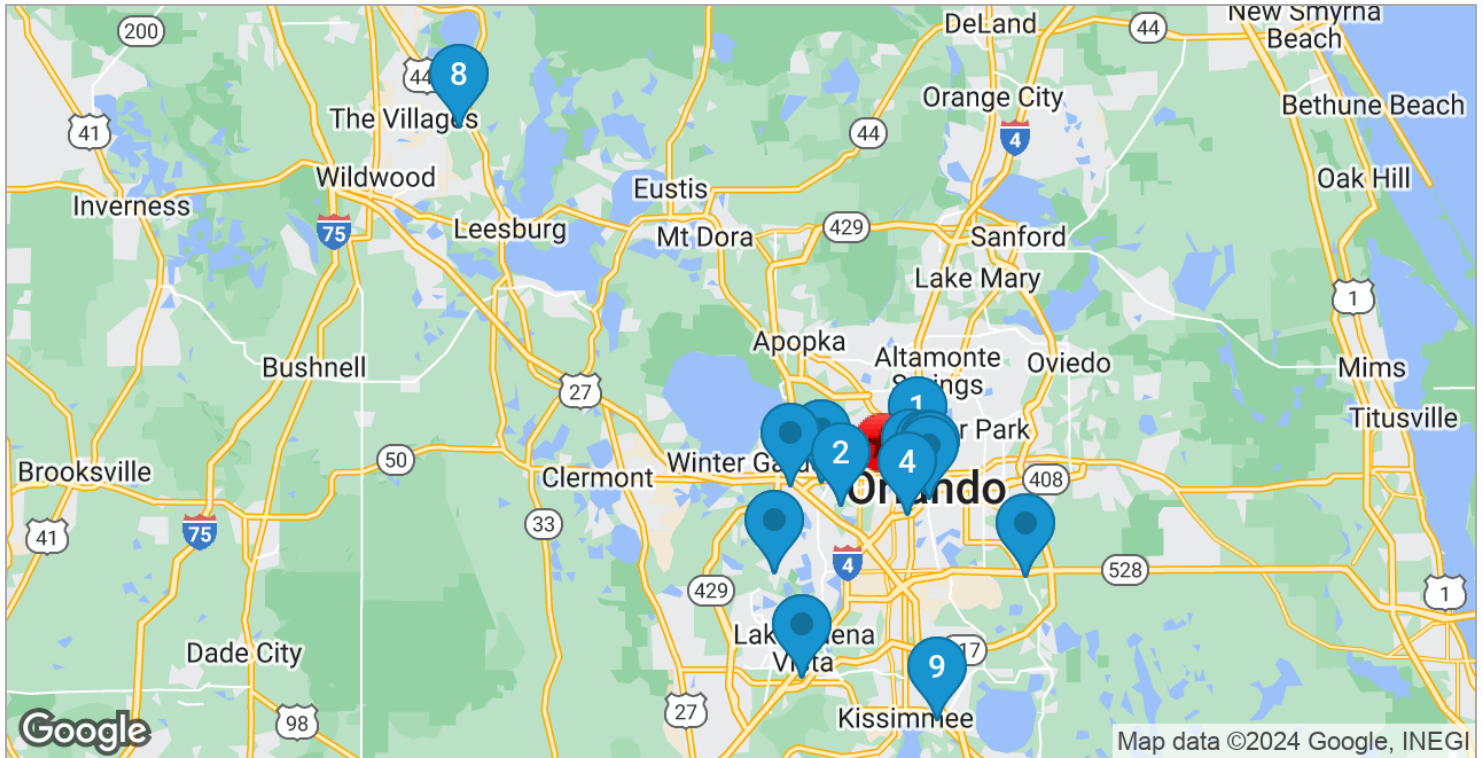 New Smyrna
Beach
DeLand
44
200
8
44
Orange City
Bethune Beach
The Villages
41
4
44
Wildwood
Eustis
Oak Hill
Inverness
75
Leesburg
Mt Dora
429
Sanford
Lake Mary
1
Apopka
Altamonte
Springs
Oviedo
Bushnell
Mims
27
1
Titusville
Park
2
4
Winter
50
Brooksville
Clermont
408
Orlando
33
75
41
4
528
429
1
Lake Buena
Vista
17
Dade City
9
27
Kissimmee
98
Google
Map data ©2024 Google, INEGI